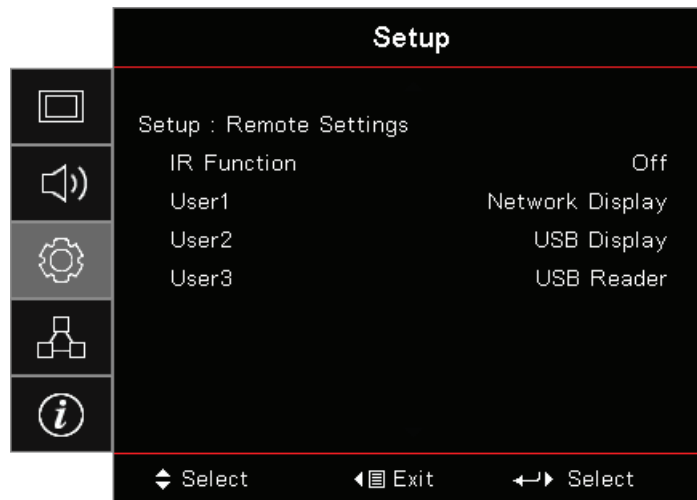 Setup
Setup : Remote Settings
IR Function Off
User1 Network Display
User2 USB Display
User3 USB Reader
Select Exit Select